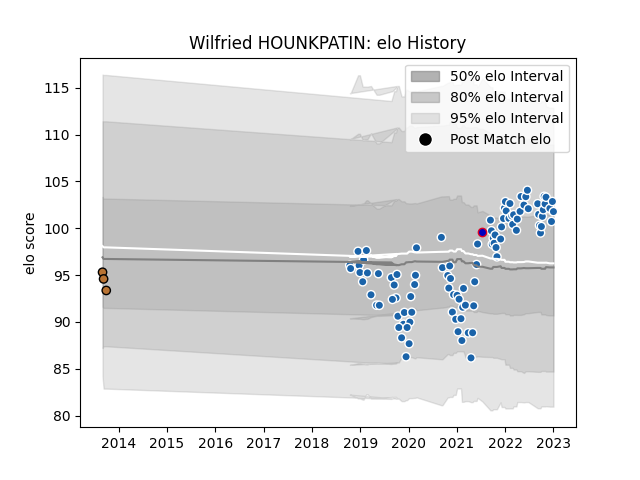 Wilfried HOUNKPATIN: elo History
50% elo Interval
80% elo Interval
95% elo Interval
Post Match elo
elo score
115
110
105
100
95
90
85
80
2014 2015 2016 2017 2018 2019 2020 2021 2022 2023